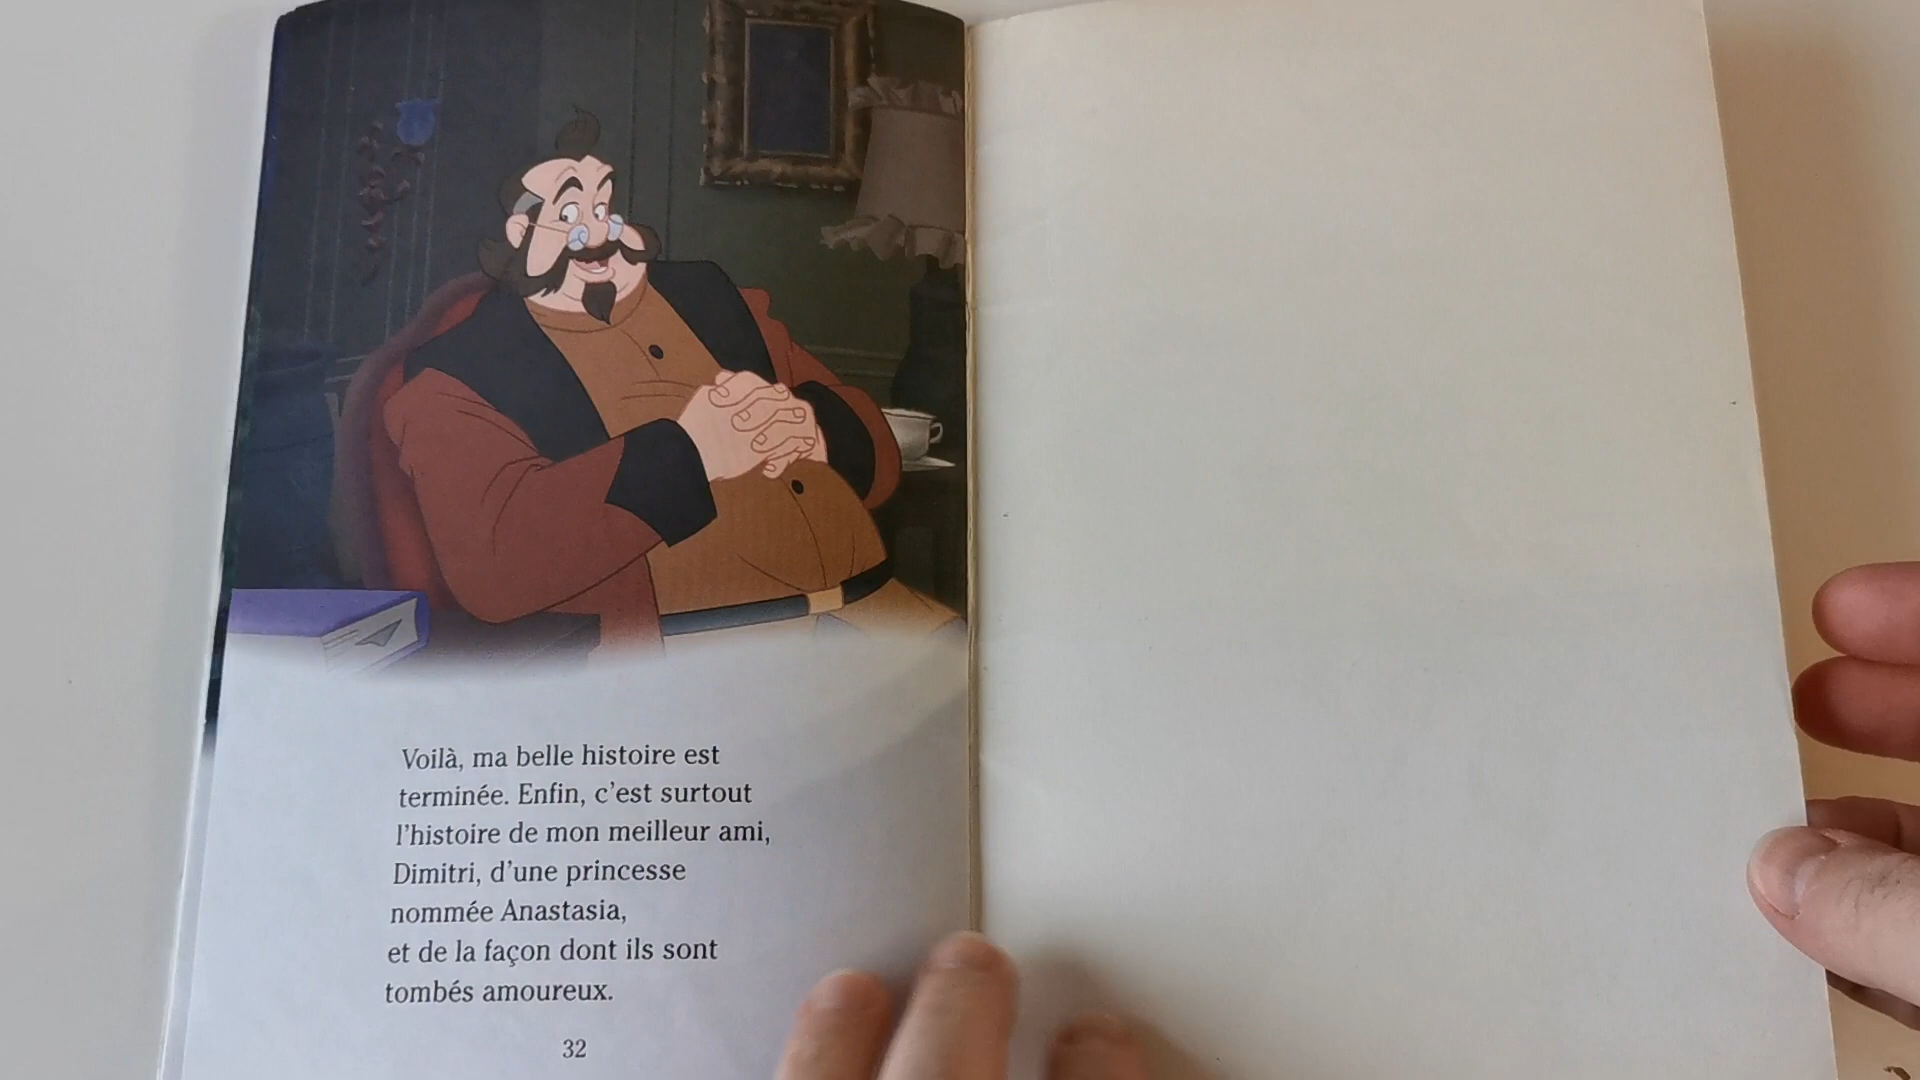 Voilà, ma belle histoire est
terminée. Enfin, c'est surtout
l'histoire de mon meilleur ami,
Dimitri, d'une princesse
nommée Anastasia,
et de la façon dont ils sont
tombés amoureux.
32